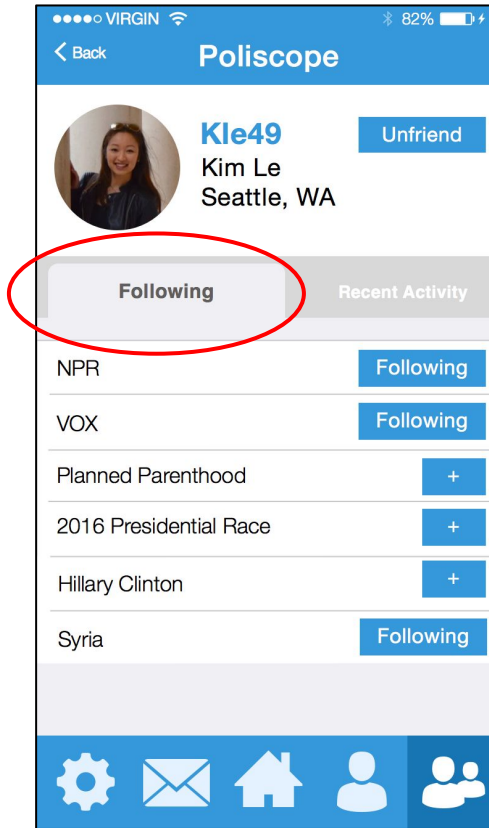 VIRGIN 82%
Back Poliscope
Kle49 Unfriend
Kim Le
Seattle, WA
Following Recent Activity
NPR Following
VOX Following
Planned Parenthood +
2016 Presidential Race +
Hillary Clinton +
Syria Following